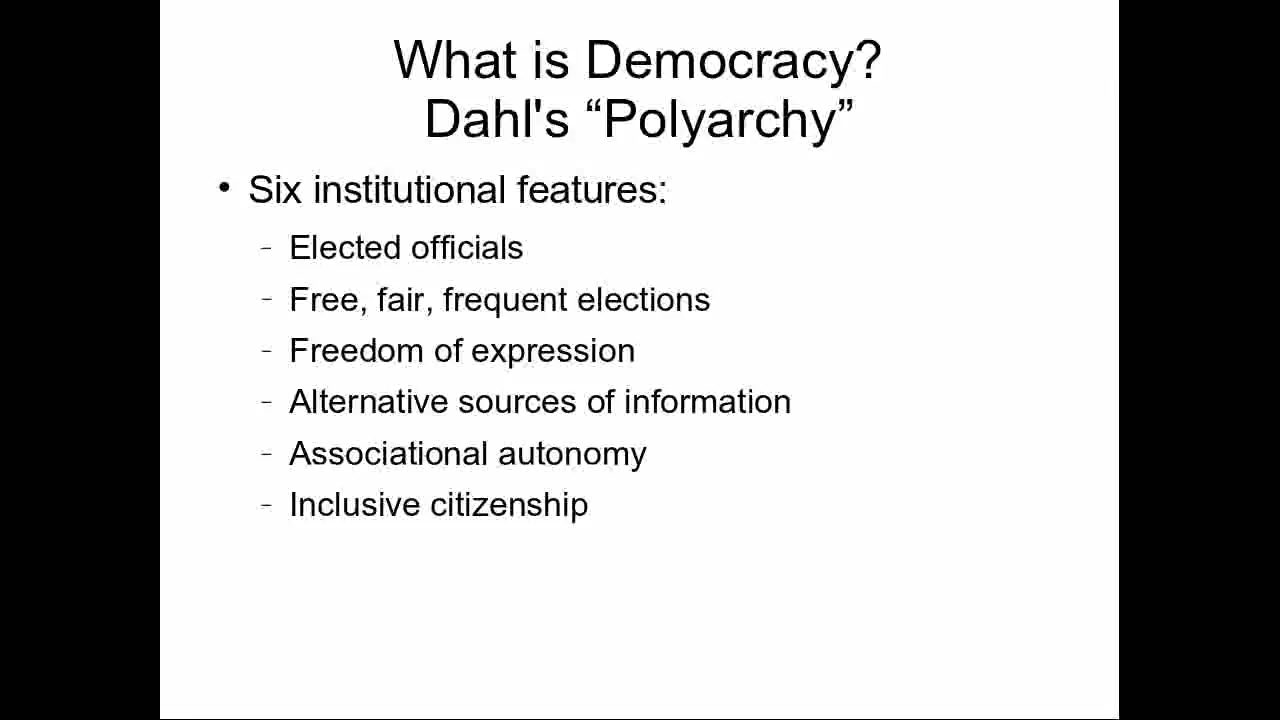 What is Democracy?
Dahl's “Polyarchy”
• Six institutional features:
– Elected officials
– Free, fair, frequent elections
– Freedom of expression
– Alternative sources of information
– Associational autonomy
– Inclusive citizenship